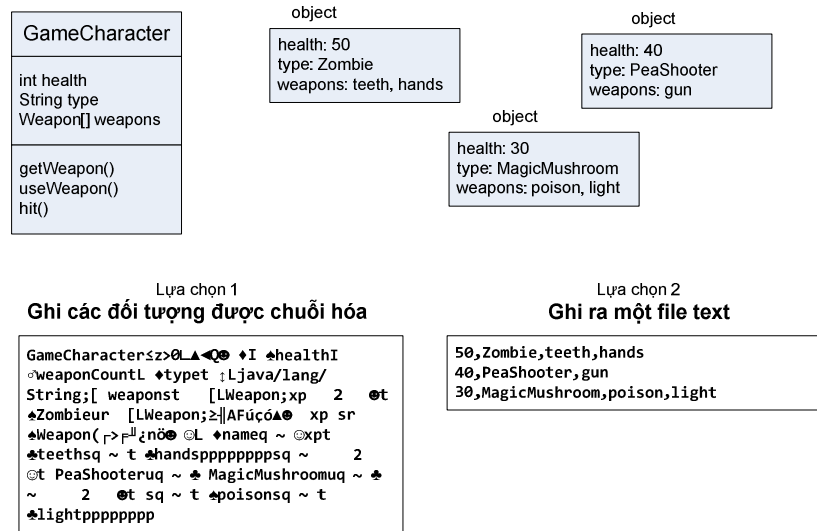 GameCharacter
int health
String type
Weapon[] weapons
getWeapon()
useWeapon()
hit()
object
health: 50
type: Zombie
weapons: teeth, hands
object
health: 40
type: PeaShooter
weapons: gun
object
health: 30
type: MagicMushroom
weapons: poison, light
Lựa chọn 1
Ghi các đối tượng được chuỗi hóa
GameCharacter≤z>0L▲◄Q☻ ♦I ♠healthI
♂weaponCountL ♦typet ↕Ljava/lang/
String;[ weaponst [LWeapon;xp 2 ☻t
♠Zombieur [LWeapon;≥╢AFúçó▲☻ xp sr
♠Weapon(┌>╒╜¿nö☻ ☺L ♦nameq ~ ☺xpt
♣teethsq ~ t ♣handsppppppppsq ~ 2
☺t PeaShooteruq ~ ♣ MagicMushroomuq ~ ♣
~ 2 ☻t sq ~ t ♠poisonsq ~ t
♣lightpppppppp
Lựa chọn 2
Ghi ra một file text
50,Zombie,teeth,hands
40,PeaShooter,gun
30,MagicMushroom,poison,light